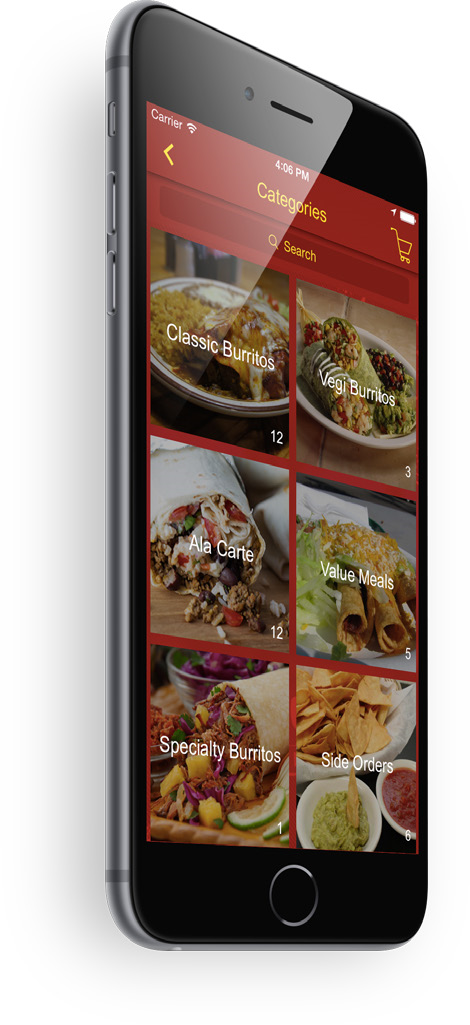 Carrier
4:06 PM
Categories
Search
Classic Burritos
12
Vegi Burritos
3
Ala Carte
12
Value Meals
5
Specialty Burritos
1
Side Orders
6